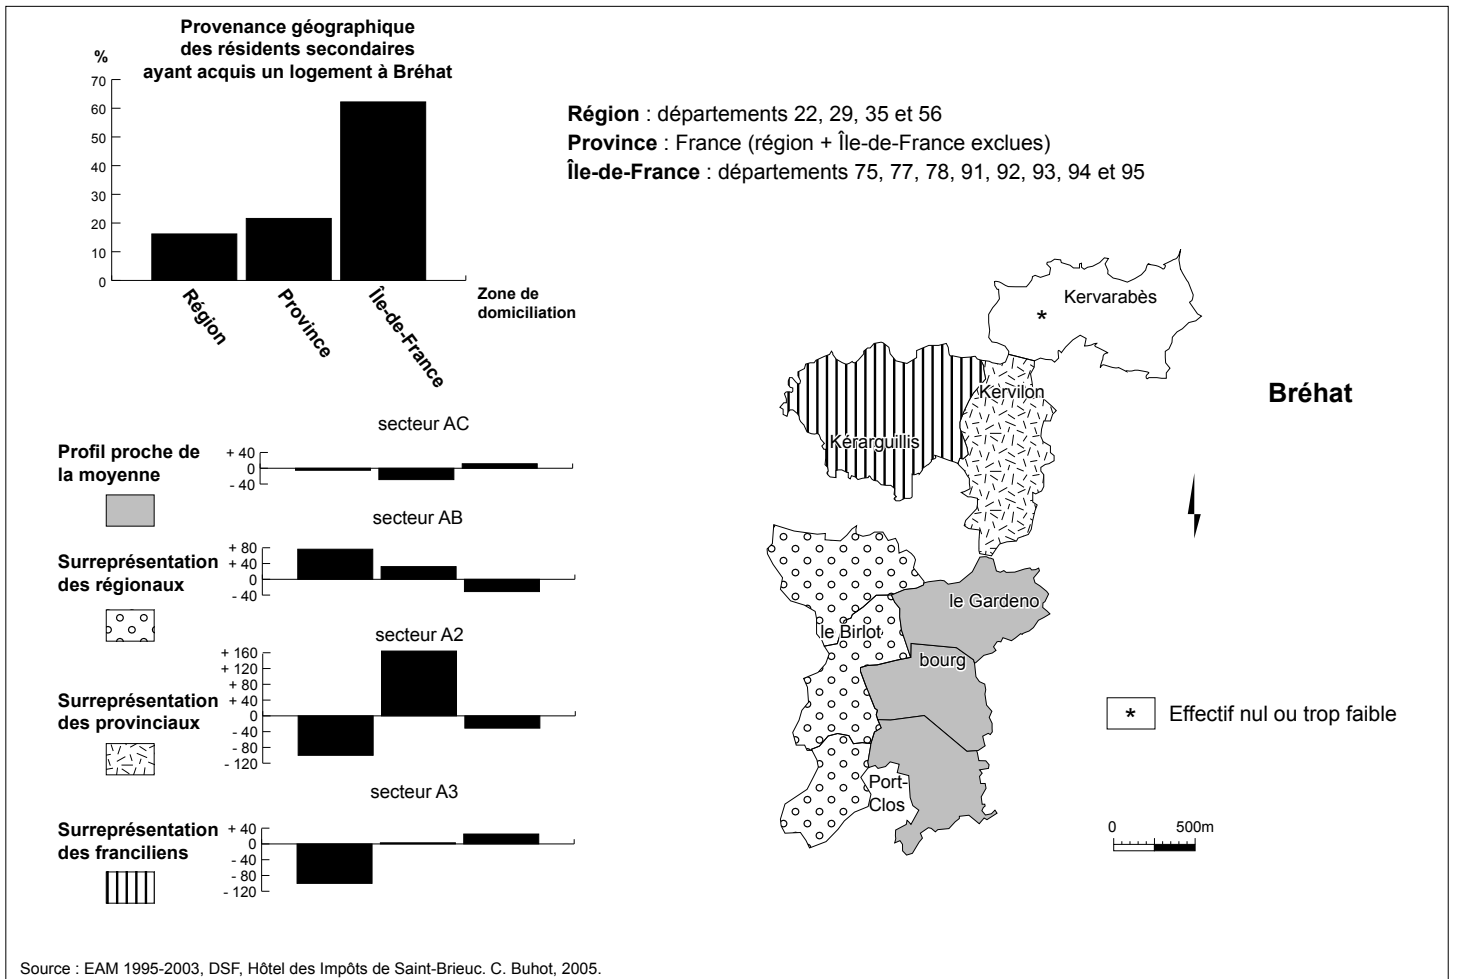 Provenance géographique
des résidents secondaires
ayant acquis un logement à Bréhat
%
70
60
50
40
30
20
10
0
Région
Province
Île-de-France
Zone de
domiciliation
Région : départements 22, 29, 35 et 56
Province : France (région + Île-de-France exclues)
Île-de-France : départements 75, 77, 78, 91, 92, 93, 94 et 95
secteur AC
Profil proche de
la moyenne
+ 40
0
- 40
secteur AB
Surreprésentation
des régionaux
+ 80
+ 40
0
- 40
secteur A2
Surreprésentation
des provinciaux
+ 160
+ 120
+ 80
+ 40
0
- 40
- 80
- 120
secteur A3
Surreprésentation
des franciliens
+ 40
0
- 40
- 80
- 120
Kervarabès
*
Bréhat
Kervilon
Kérarguillis
le Gardeno
le Birlot
bourg
Port-
Clos
* Effectif nul ou trop faible
0 500m
Source : EAM 1995-2003, DSF, Hôtel des Impôts de Saint-Brieuc. C. Buhot, 2005.